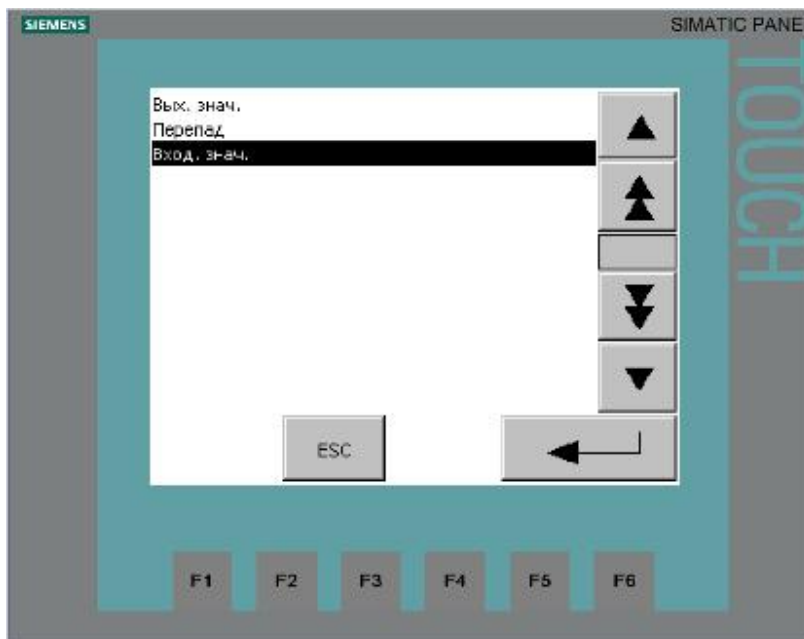 SIEMENS
SIMATIC PANE
TOUCH
Вых. знач.
Перепад
Вход. знач.
ESC
F1 F2 F3 F4 F5 F6